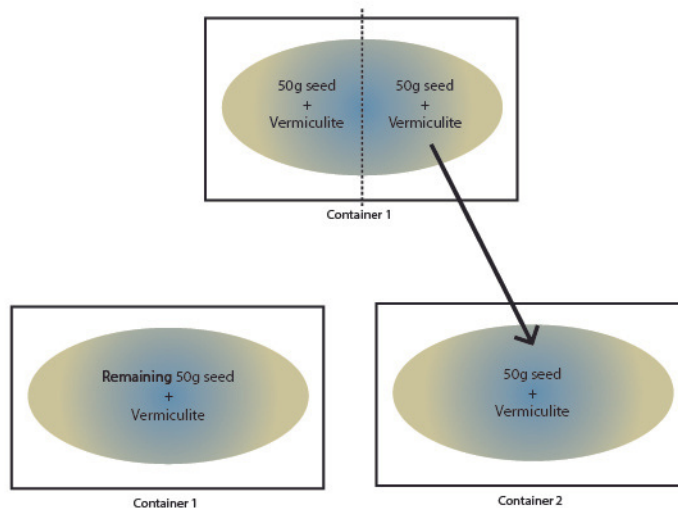 50g seed
+
Vermiculite
50g seed
+
Vermiculite
Container 1
Remaining 50g seed
+
Vermiculite
Container 1
50g seed
+
Vermiculite
Container 2